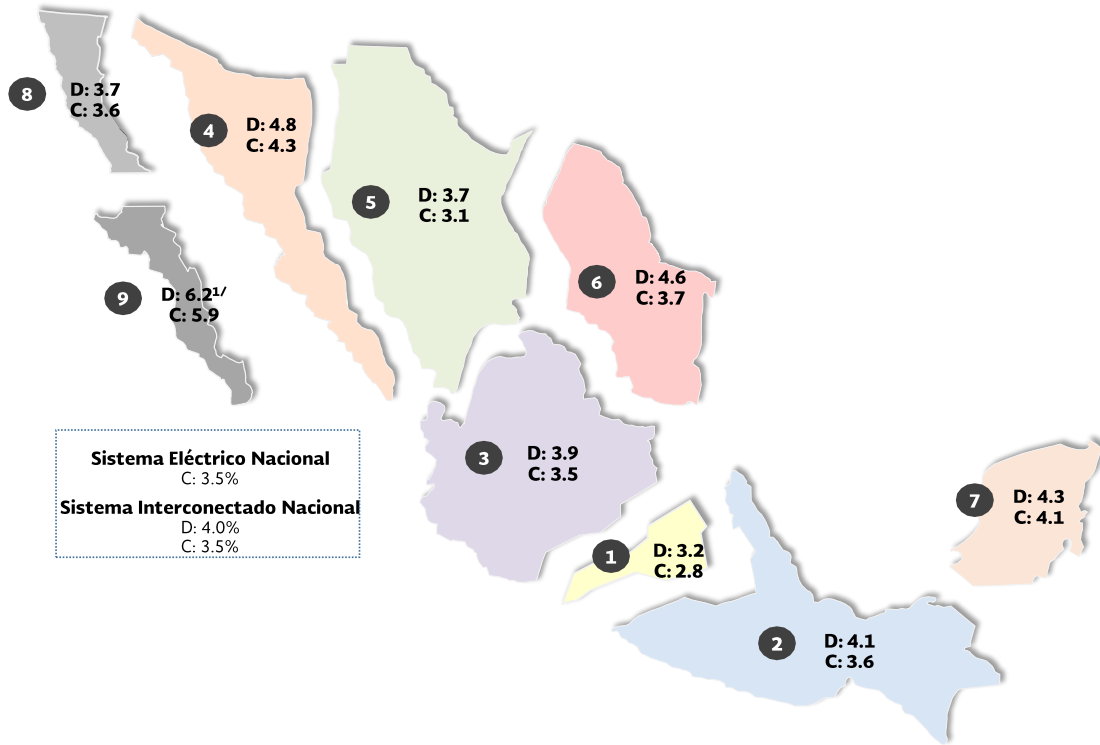 8
D: 3.7
C: 3.6
4
D: 4.8
C: 4.3
5
D: 3.7
C: 3.1
6
D: 4.6
C: 3.7
9
D: 6.2¹/
C: 5.9
Sistema Eléctrico Nacional
C: 3.5%
Sistema Interconectado Nacional
D: 4.0%
C: 3.5%
3
D: 3.9
C: 3.5
7
D: 4.3
C: 4.1
1
D: 3.2
C: 2.8
2
D: 4.1
C: 3.6